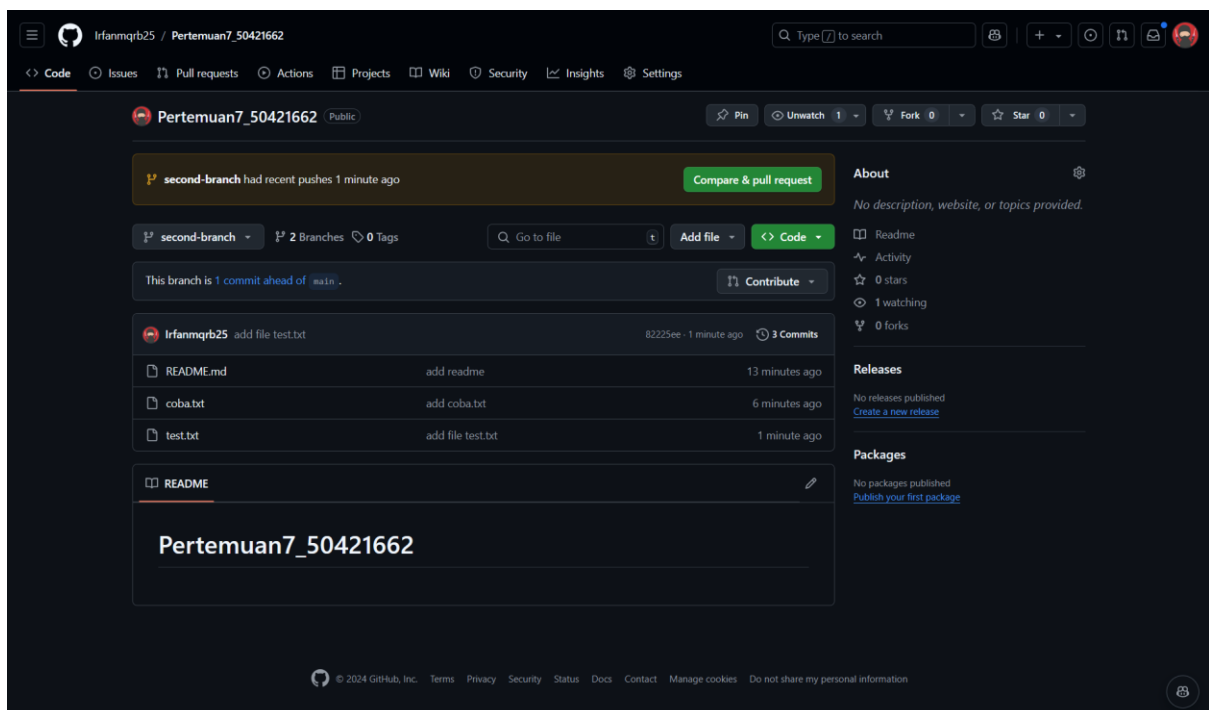 Irfanmqrb25 / Pertemuan7_50421662
Type / to search
<> Code Issues Pull requests Actions Projects Wiki Security Insights Settings
Pertemuan7_50421662 Public
Pin Unwatch 1 Fork 0 Star 0
second-branch had recent pushes 1 minute ago
Compare & pull request
second-branch 2 Branches 0 Tags
Go to file t
Add file <> Code
This branch is 1 commit ahead of main .
Contribute
Irfanmqrb25 add file test.txt 82225ee · 1 minute ago 3 Commits
README.md add readme 13 minutes ago
coba.txt add coba.txt 6 minutes ago
test.txt add file test.txt 1 minute ago
README
Pertemuan7_50421662
About
No description, website, or topics provided.
Readme
Activity
0 stars
1 watching
0 forks
Releases
No releases published
Create a new release
Packages
No packages published
Publish your first package
© 2024 GitHub, Inc. Terms Privacy Security Status Docs Contact Manage cookies Do not share my personal information